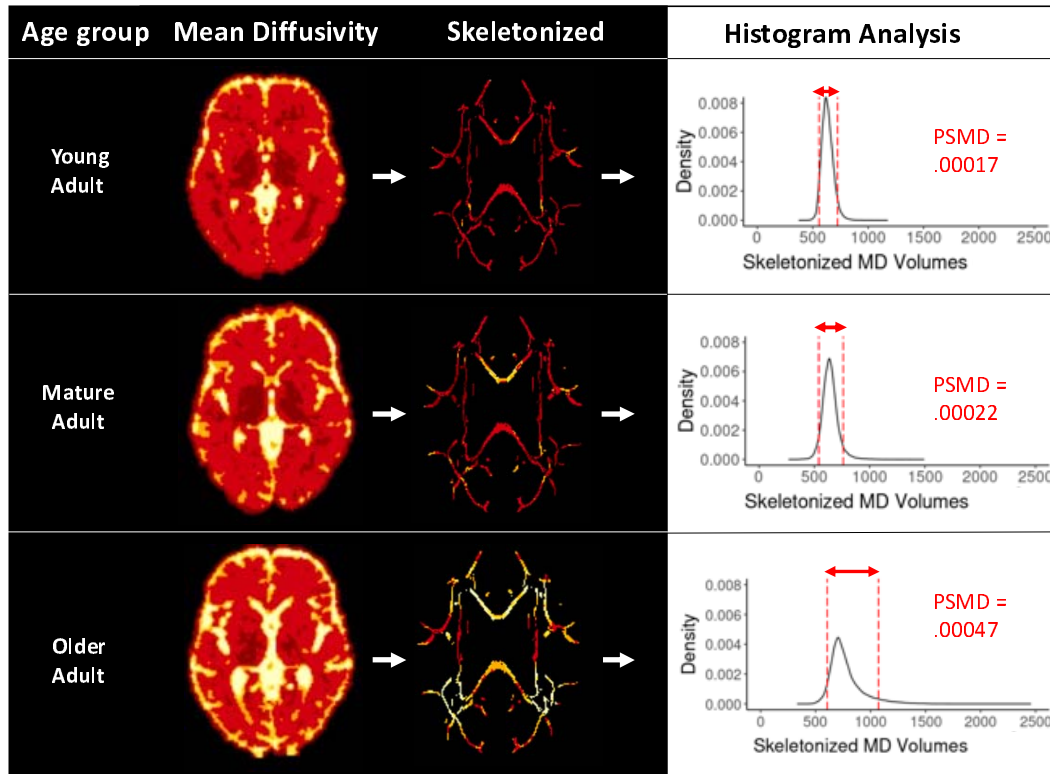 Age group Mean Diffusivity Skeletonized Histogram Analysis
Young
Adult
Density
0.008
0.006
0.004
0.002
0.000
0 500 1000 1500 2000 2500
Skeletonized MD Volumes
PSMD =
.00017
Mature
Adult
Density
0.008
0.006
0.004
0.002
0.000
0 500 1000 1500 2000 2500
Skeletonized MD Volumes
PSMD =
.00022
Older
Adult
Density
0.008
0.006
0.004
0.002
0.000
0 500 1000 1500 2000 2500
Skeletonized MD Volumes
PSMD =
.00047